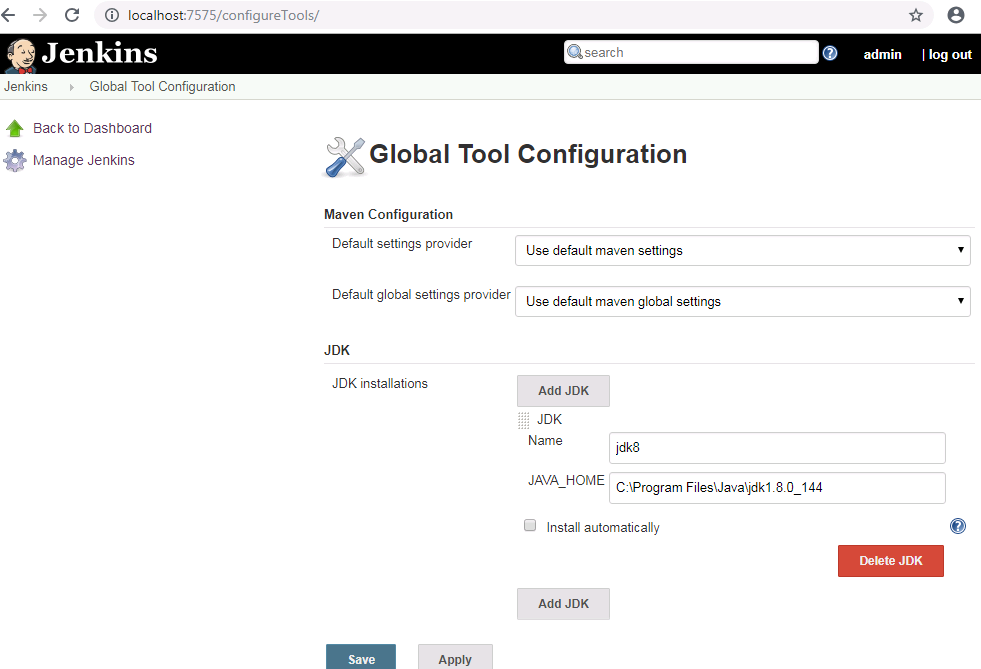 localhost:7575/configureTools/
Jenkins search ? admin | log out
Jenkins Global Tool Configuration
Back to Dashboard
Manage Jenkins
Global Tool Configuration
Maven Configuration
Default settings provider Use default maven settings
Default global settings provider Use default maven global settings
JDK
JDK installations Add JDK
JDK
Name jdk8
JAVA_HOME C:\Program Files\Java\jdk1.8.0_144
Install automatically ?
Delete JDK
Add JDK
Save Apply